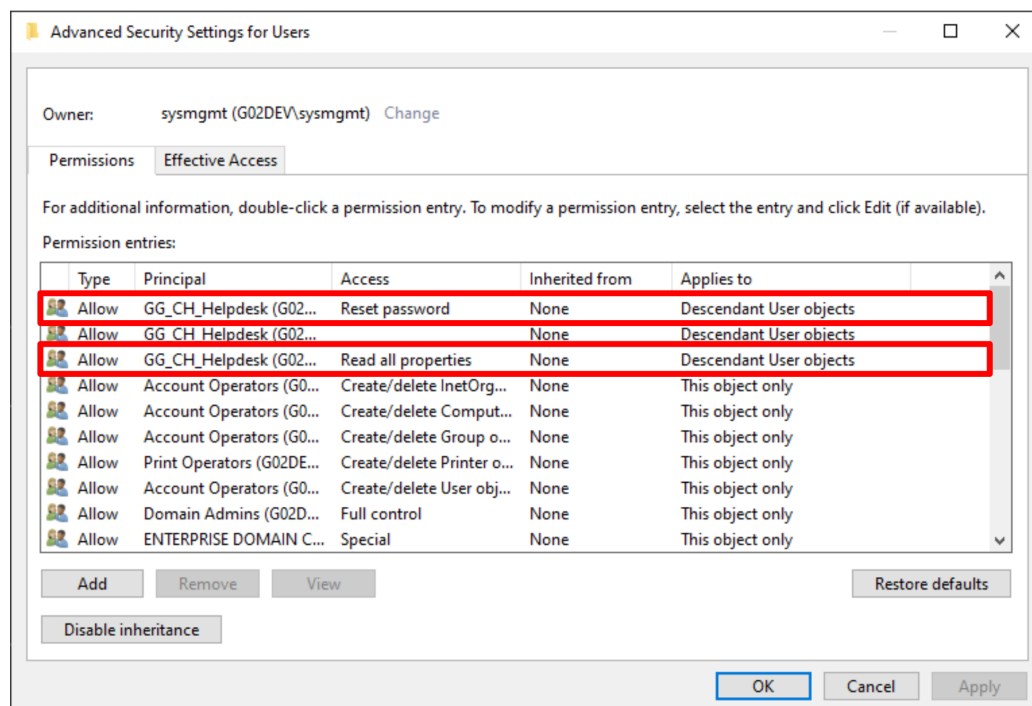 Advanced Security Settings for Users
Owner: sysmgmt (G02DEV\sysmgmt) Change
Permissions Effective Access
For additional information, double-click a permission entry. To modify a permission entry, select the entry and click Edit (if available).
Permission entries:
Type Principal Access Inherited from Applies to
Allow GG_CH_Helpdesk (G02... Reset password None Descendant User objects
Allow GG_CH_Helpdesk (G02... None Descendant User objects
Allow GG_CH_Helpdesk (G02... Read all properties None Descendant User objects
Allow Account Operators (G0... Create/delete InetOrg... None This object only
Allow Account Operators (G0... Create/delete Comput... None This object only
Allow Account Operators (G0... Create/delete Group o... None This object only
Allow Print Operators (G02DE... Create/delete Printer o... None This object only
Allow Account Operators (G0... Create/delete User obj... None This object only
Allow Domain Admins (G02D... Full control None This object only
Allow ENTERPRISE DOMAIN C... Special None This object only
Add Remove View Restore defaults
Disable inheritance
OK Cancel Apply